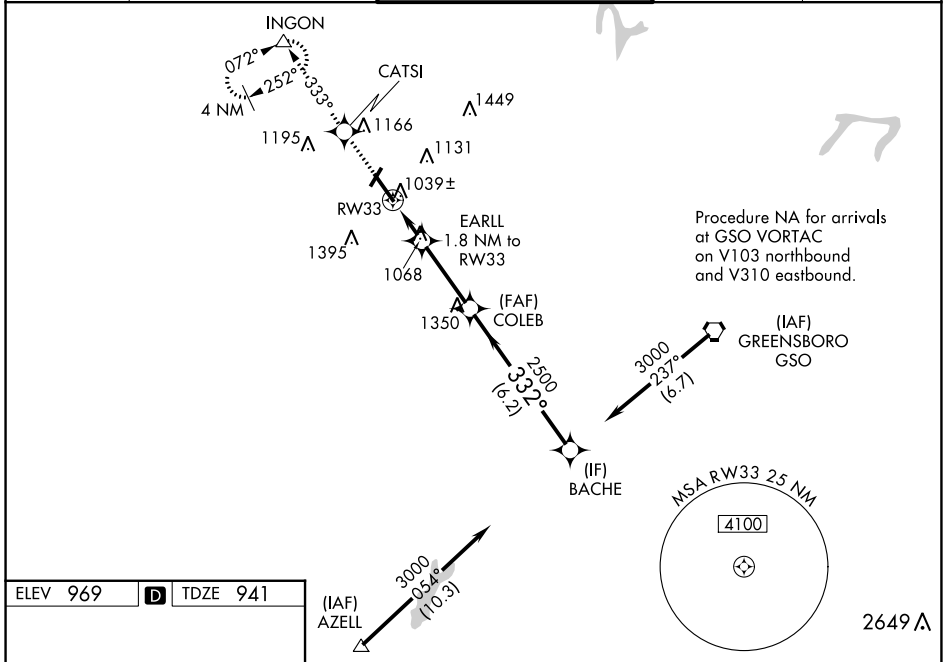 INGON
072°
252°
333°
4 NM
CATSI
1449
1166
1195
1131
1039±
RW33
EARLL
1.8 NM to
RW33
1395
1068
Procedure NA for arrivals
at GSO VORTAC
on V103 northbound
and V310 eastbound.
(FAF)
COLEB
1350
(IAF)
GREENSBORO
GSO
3000
237°
(6.7)
2500
332°
(6.2)
(IF)
BACHE
MSA RW33 25 NM
4100
3000
054°
(10.3)
(IAF)
AZELL
2649
ELEV 969 D TDZE 941